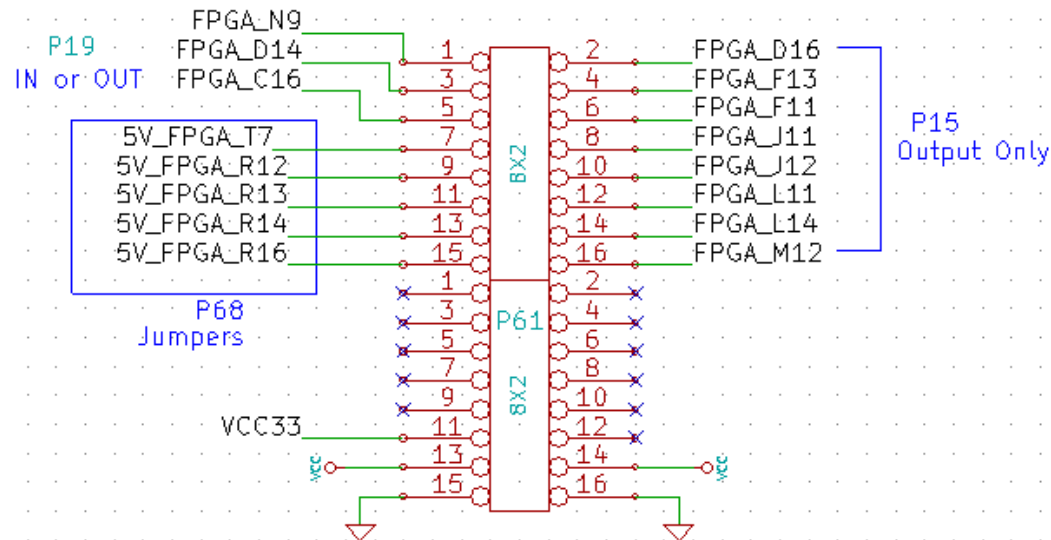 FPGA_N9
P19 FPGA_D14 1 2 FPGA_D16
IN or OUT FPGA_C16 3 4 FPGA_F13
5 6 FPGA_F11
5V_FPGA_T7 7 8 FPGA_J11
5V_FPGA_R12 9 10 FPGA_J12
5V_FPGA_R13 11 12 FPGA_L11
5V_FPGA_R14 13 14 FPGA_L14
5V_FPGA_R16 15 16 FPGA_M12
8X2
P15
Output Only
P68
Jumpers
1 2
3 P61 4
5 6
7 8
9 8X2 10
VCC33 11 12
VCC 13 14 VCC
15 16